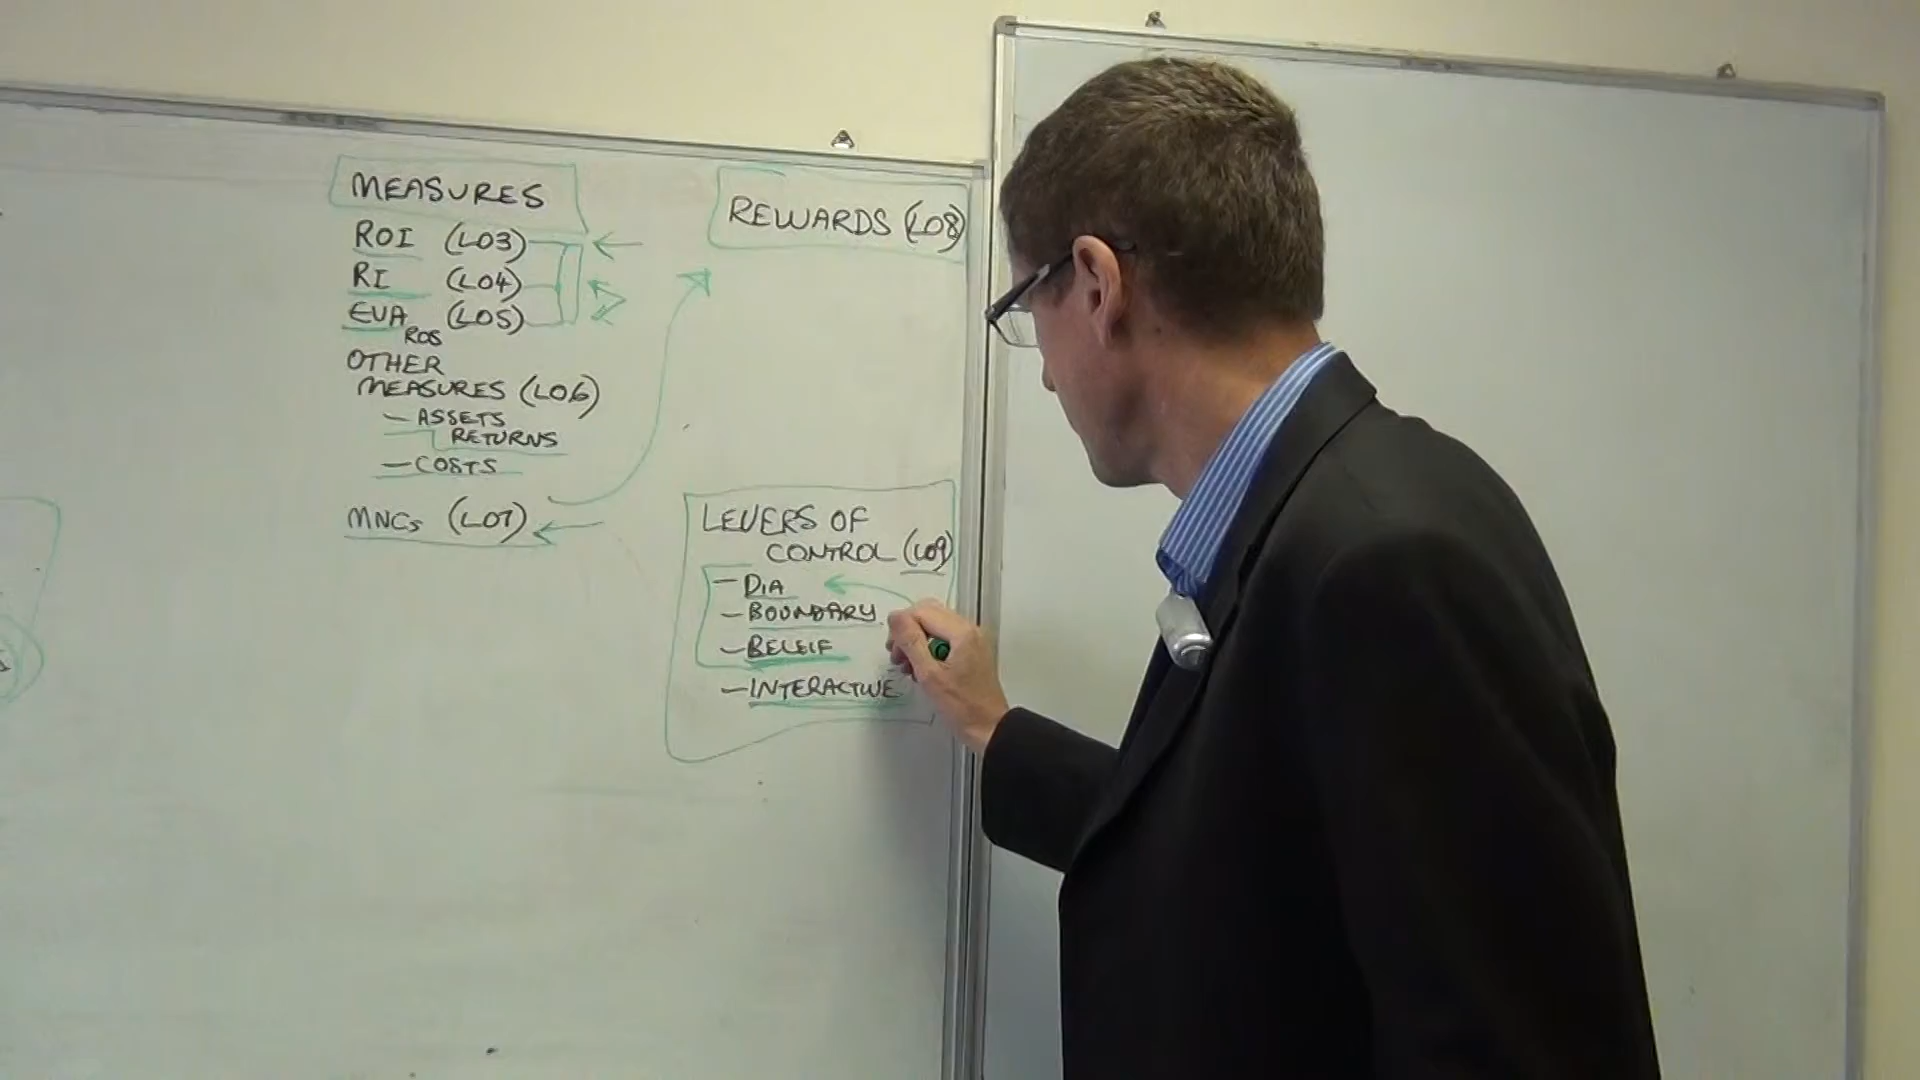 MEASURES
ROI (LO3)
RI (LO4)
EVA (LO5)
ROS
OTHER
MEASURES (LO6)
- ASSETS
RETURNS
- COSTS
MNCs (LO7)
REWARDS (LO8)
LEVERS OF
CONTROL (LO9)
- DIA
- BOUNDARY
- BELEIF
- INTERACTIVE